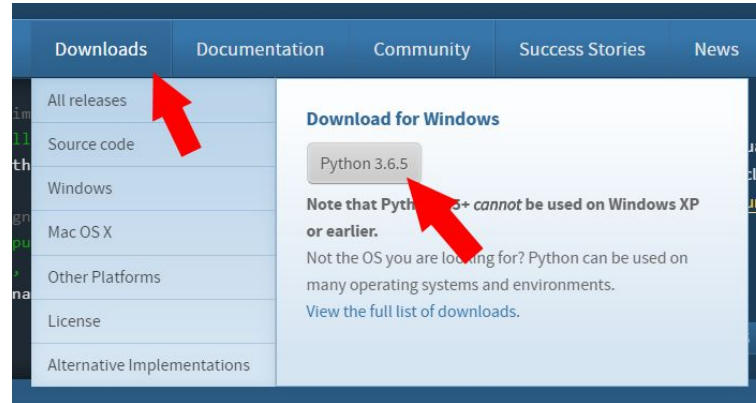 Downloads Documentation Community Success Stories News
All releases
Source code
Windows
Mac OS X
Other Platforms
License
Alternative Implementations
Download for Windows
Python 3.6.5
Note that + cannot be used on Windows XP
or earlier.
Not the OS you are looking for? Python can be used on
many operating systems and environments.
View the full list of downloads.